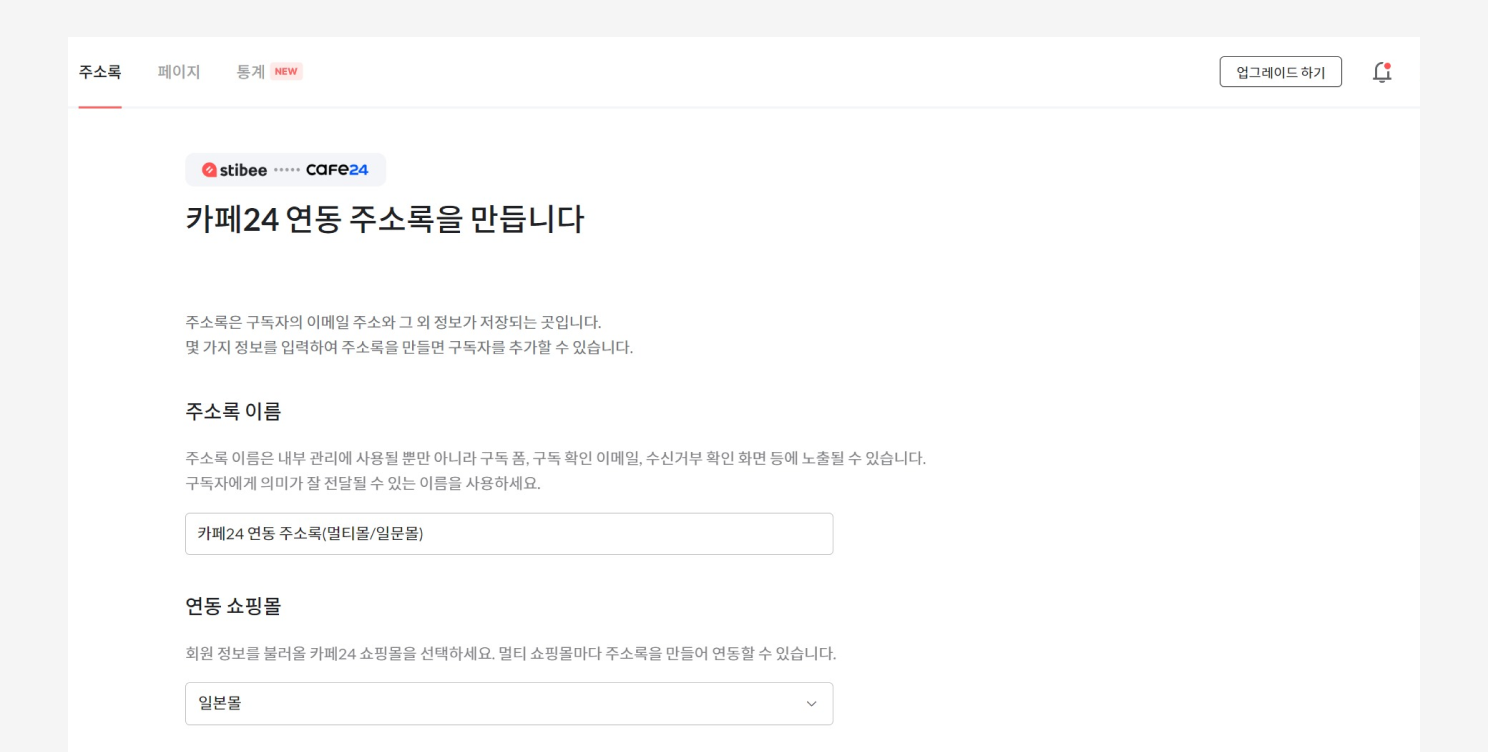 주소록 페이지 통계 NEW 업그레이드 하기
stibee ····· CAFE24
카페24 연동 주소록을 만듭니다
주소록은 구독자의 이메일 주소와 그 외 정보가 저장되는 곳입니다.
몇 가지 정보를 입력하여 주소록을 만들면 구독자를 추가할 수 있습니다.
주소록 이름
주소록 이름은 내부 관리에 사용될 뿐만 아니라 구독 폼, 구독 확인 이메일, 수신거부 확인 화면 등에 노출될 수 있습니다.
구독자에게 의미가 잘 전달될 수 있는 이름을 사용하세요.
카페24 연동 주소록(멀티몰/일문몰)
연동 쇼핑몰
회원 정보를 불러올 카페24 쇼핑몰을 선택하세요. 멀티 쇼핑몰마다 주소록을 만들어 연동할 수 있습니다.
일본몰